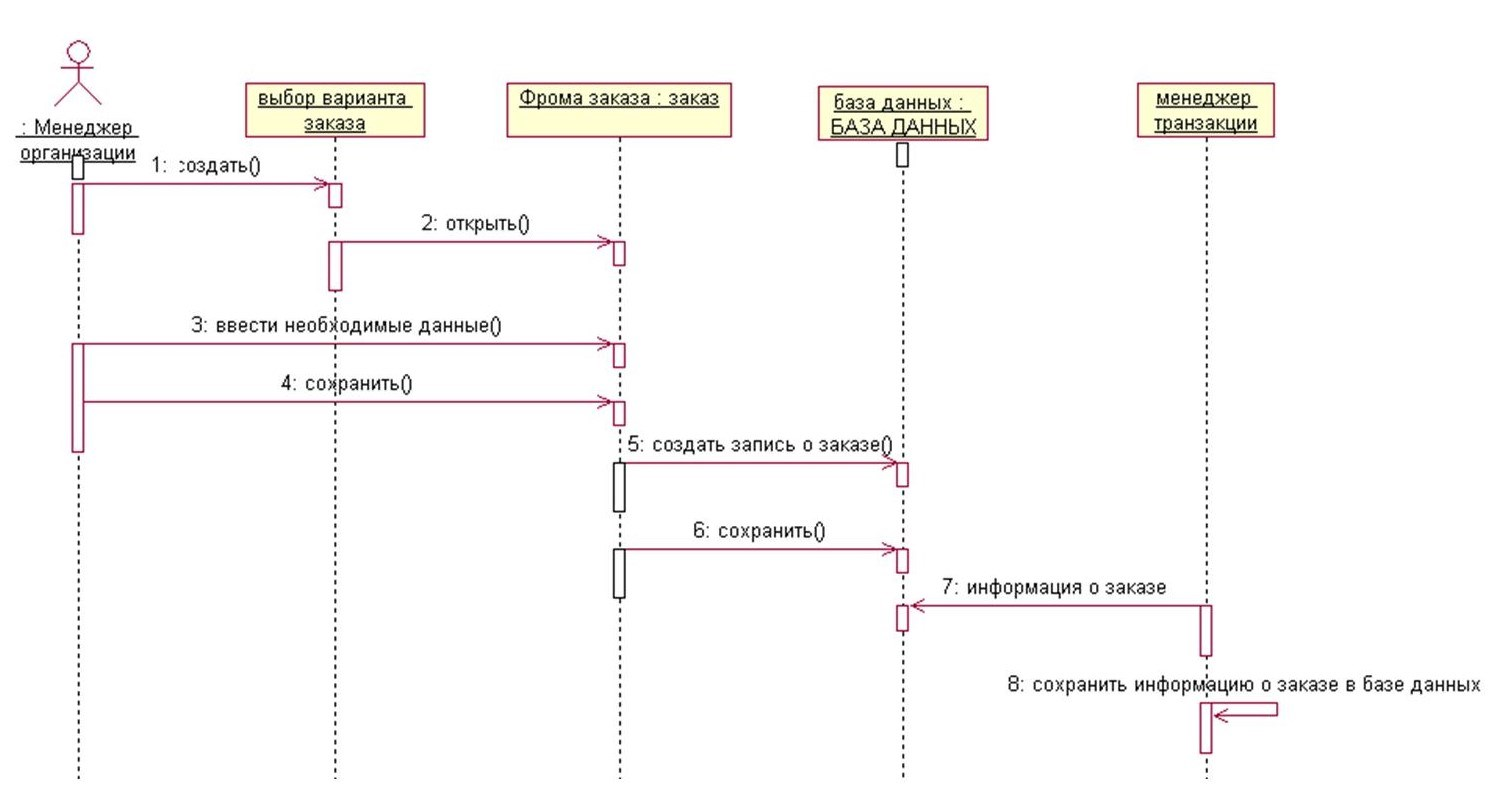 : Менеджер
организации
выбор варианта
заказа
Фрома заказа : заказ
база данных :
БАЗА ДАННЫХ
менеджер
транзакции
1: создать()
2: открыть()
3: ввести необходимые данные()
4: сохранить()
5: создать запись о заказе()
6: сохранить()
7: информация о заказе
8: сохранить информацию о заказе в базе данных